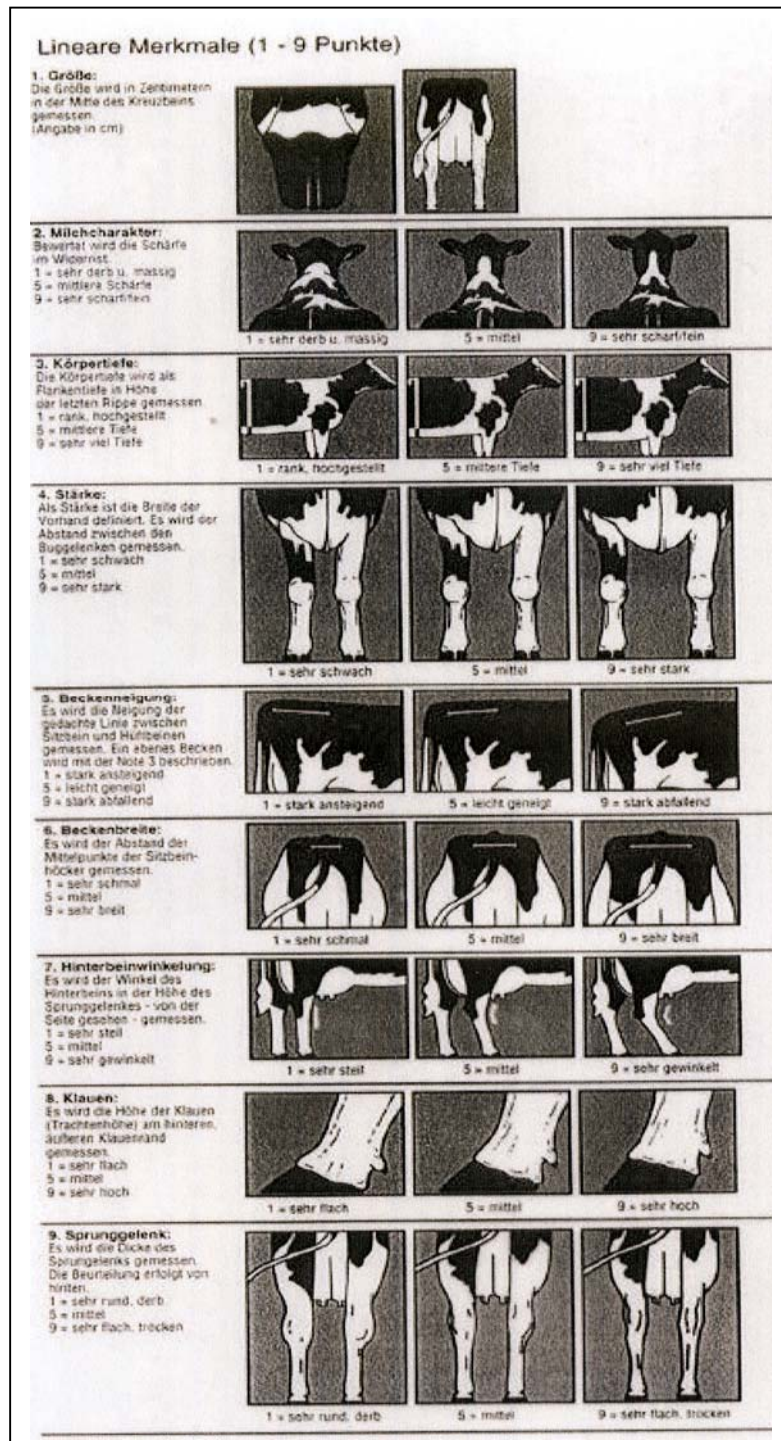 Lineare Merkmale (1 - 9 Punkte)
1. Größe:
Die Größe wird in Zentimetern
in der Mitte des Kreuzbeins
gemessen.
(Angabe in cm)
2. Milchcharakter:
Bewertet wird die Schärfe
im Widerrist.
1 = sehr derb u. massig
5 = mittlere Schärfe
9 = sehr scharf/fein
1 = sehr derb u. massig
5 = mittel
9 = sehr scharf/fein
3. Körpertiefe:
Die Körpertiefe wird als
Flankentiefe in Höhe
der letzten Rippe gemessen.
1 = rank, hochgestellt
5 = mittlere Tiefe
9 = sehr viel Tiefe
1 = rank, hochgestellt
5 = mittlere Tiefe
9 = sehr viel Tiefe
4. Stärke:
Als Stärke ist die Breite der
Vorhand definiert. Es wird der
Abstand zwischen den
Buggelenken gemessen.
1 = sehr schwach
5 = mittel
9 = sehr stark
1 = sehr schwach
5 = mittel
9 = sehr stark
5. Beckenneigung:
Es wird die Neigung der
gedachte Linie zwischen
Sitzbein und Hüftbeinen
gemessen. Ein ebenes Becken
wird mit der Note 3 beschrieben.
1 = stark ansteigend
5 = leicht geneigt
9 = stark abfallend
1 = stark ansteigend
5 = leicht geneigt
9 = stark abfallend
6. Beckenbreite:
Es wird der Abstand der
Mittelpunkte der Sitzbein-
höcker gemessen.
1 = sehr schmal
5 = mittel
9 = sehr breit
1 = sehr schmal
5 = mittel
9 = sehr breit
7. Hinterbeinwinkelung:
Es wird der Winkel des
Hinterbeins in der Höhe des
Sprunggelenkes - von der
Seite gesehen - gemessen.
1 = sehr steil
5 = mittel
9 = sehr gewinkelt
1 = sehr steil
5 = mittel
9 = sehr gewinkelt
8. Klauen:
Es wird die Höhe der Klauen
(Trachtenhöhe) am hinteren,
äußeren Klauenrand
gemessen.
1 = sehr flach
5 = mittel
9 = sehr hoch
1 = sehr flach
5 = mittel
9 = sehr hoch
9. Sprunggelenk:
Es wird die Dicke des
Sprungelenks gemessen.
Die Beurteilung erfolgt von
hinten.
1 = sehr rund, derb
5 = mittel
9 = sehr flach, trocken
1 = sehr rund, derb
5 = mittel
9 = sehr flach, trocken